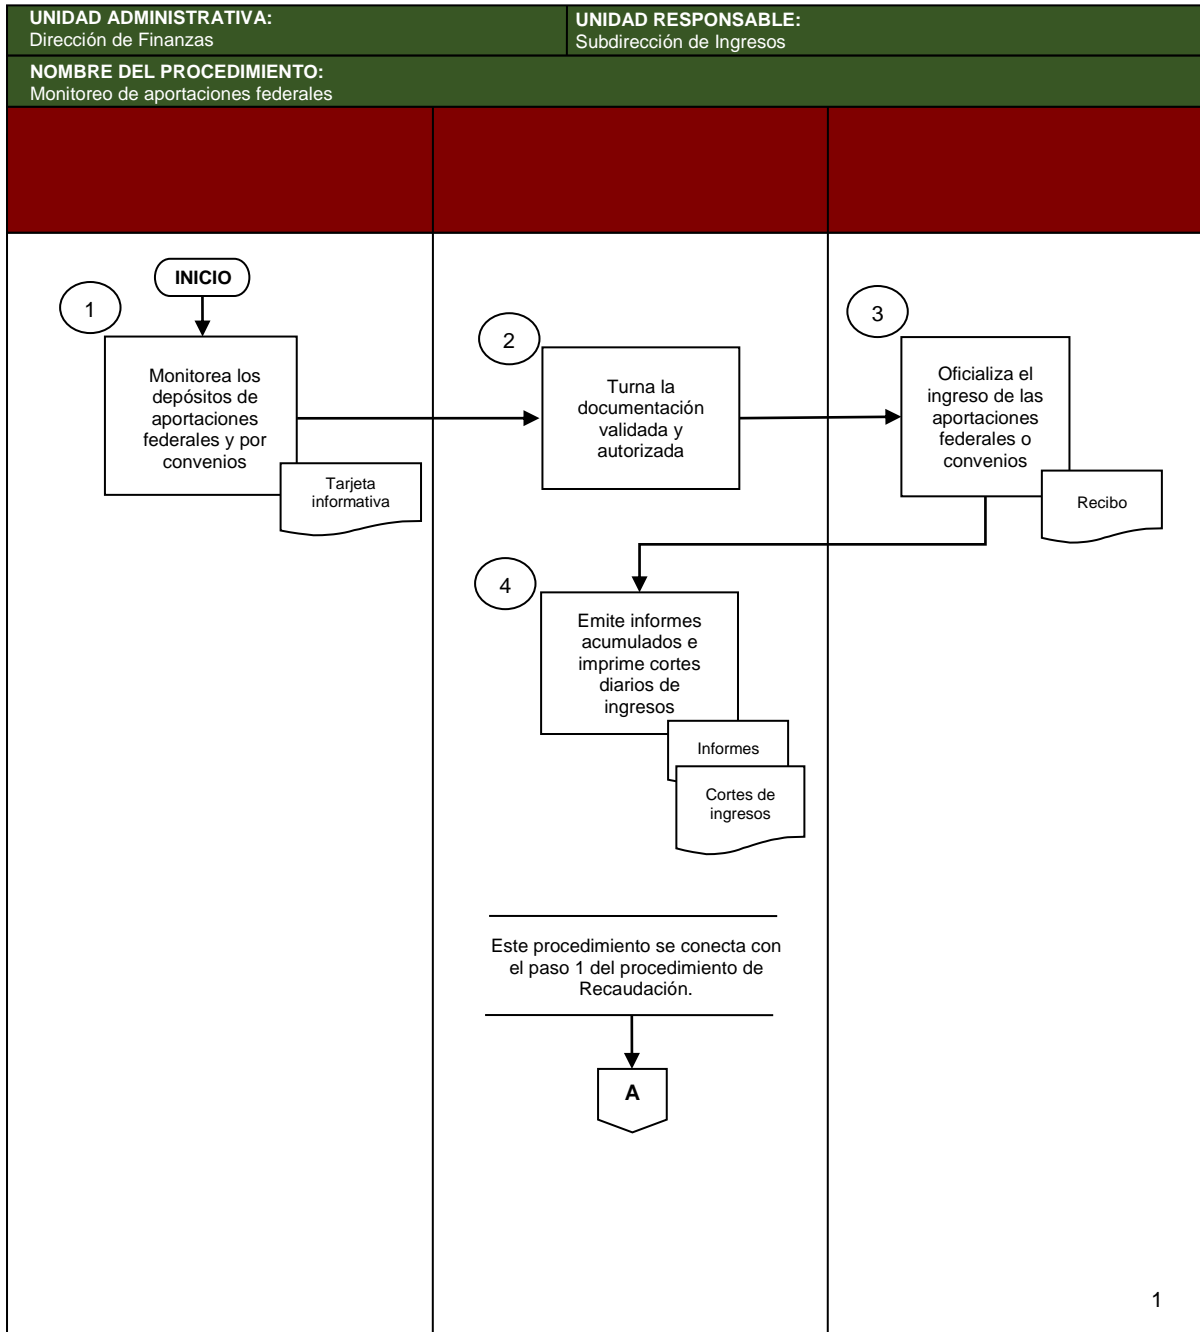 UNIDAD ADMINISTRATIVA:
Dirección de Finanzas
UNIDAD RESPONSABLE:
Subdirección de Ingresos
NOMBRE DEL PROCEDIMIENTO:
Monitoreo de aportaciones federales
INICIO
1
Monitorea los
depósitos de
aportaciones
federales y por
convenios
Tarjeta
informativa
2
Turna la
documentación
validada y
autorizada
3
Oficializa el
ingreso de las
aportaciones
federales o
convenios
Recibo
4
Emite informes
acumulados e
imprime cortes
diarios de
ingresos
Informes
Cortes de
ingresos
Este procedimiento se conecta con
el paso 1 del procedimiento de
Recaudación.
A
1